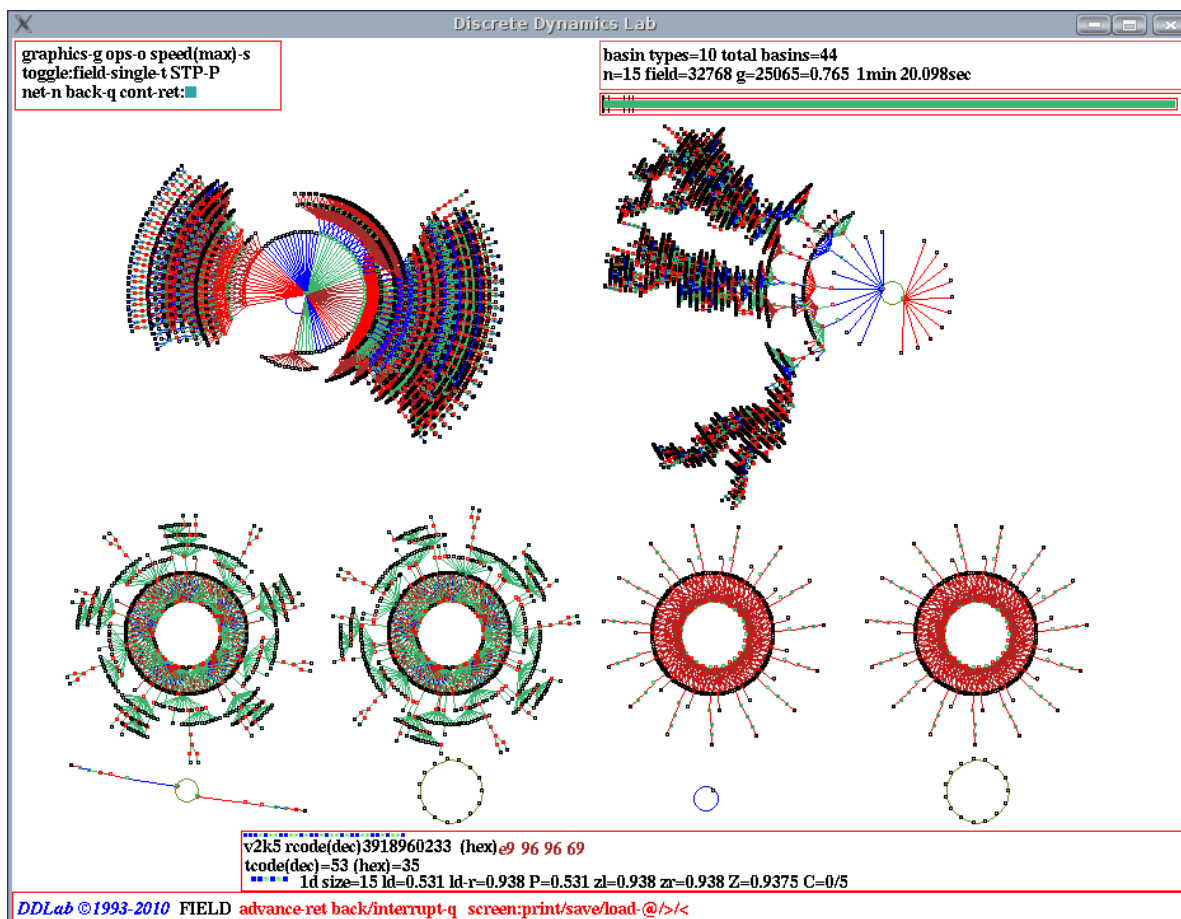 Discrete Dynamics Lab
graphics-g ops-o speed(max)-s
toggle:field-single-t STP-P
net-n back-q cont-ret:
basin types=10 total basins=44
n=15 field=32768 g=25065=0.765 1min 20.098sec
v2k5 rcode(dec)3918960233 (hex)e9 96 96 69
tcode(dec)=53 (hex)=35
1d size=15 ld=0.531 ld-r=0.938 P=0.531 zl=0.938 zr=0.938 Z=0.9375 C=0/5
DDLab ©1993-2010 FIELD advance-ret back/interrupt-q screen:print/save/load-@/>/<